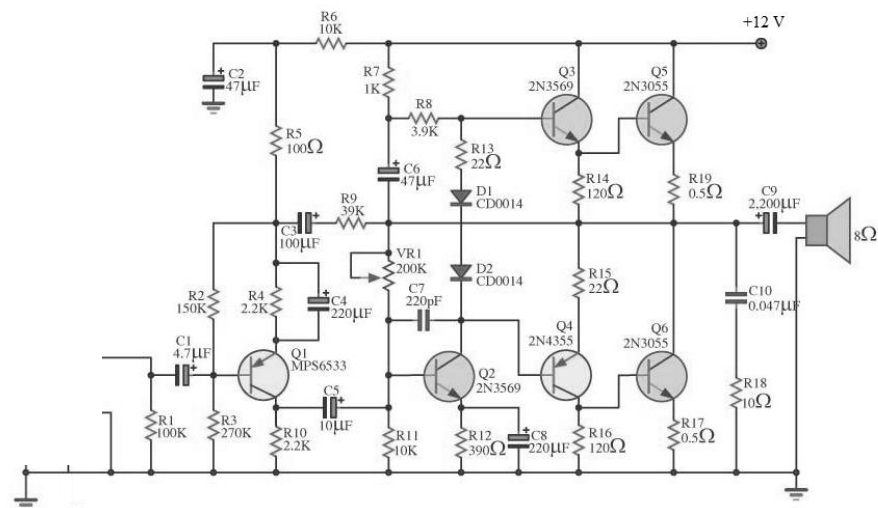 +12 V
R6
10K
C2
47μF
R7
1K
Q3
2N3569
Q5
2N3055
R8
3.9K
R5
100Ω
R13
22Ω
C6
47μF
D1
CD0014
R14
120Ω
R19
0.5Ω
R9
39K
C3
100μF
C9
2,200μF
8Ω
VR1
200K
D2
CD0014
R15
22Ω
R2
150K
R4
2.2K
C4
220μF
C7
220pF
C10
0.047μF
C1
4.7μF
Q1
MPS6533
Q2
2N3569
Q4
2N4355
Q6
2N3055
C5
10μF
R18
10Ω
R1
100K
R3
270K
R10
2.2K
R11
10K
R12
390Ω
C8
220μF
R16
120Ω
R17
0.5Ω